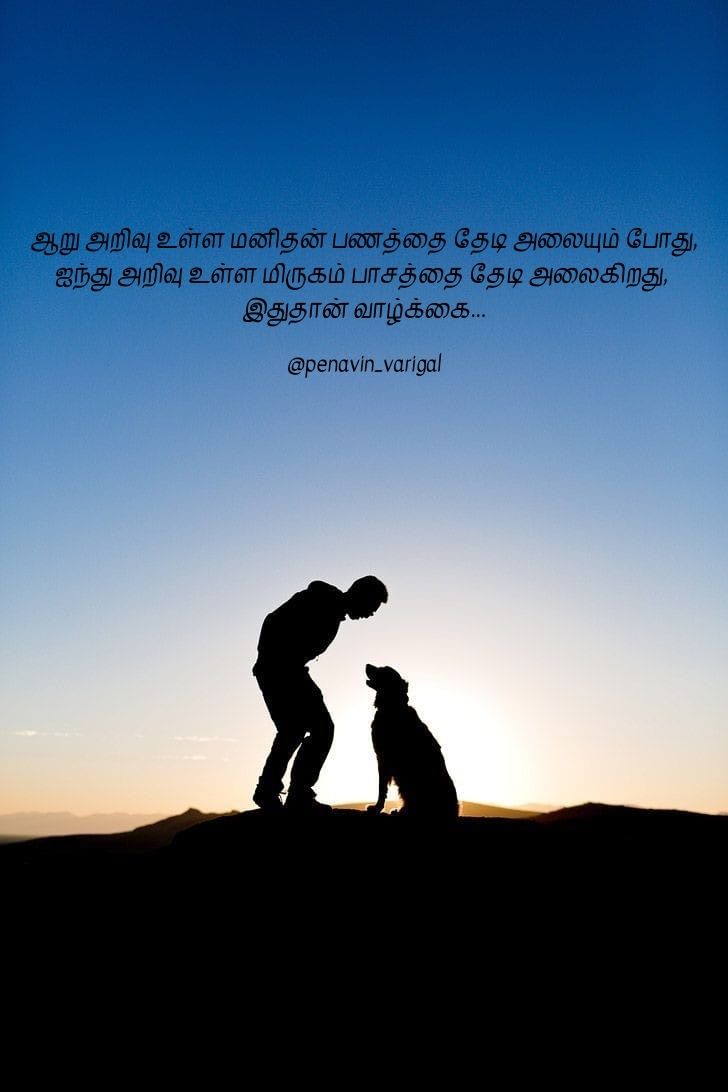 ஆறு அறிவு உள்ள மனிதன் பணத்தை தேடி அலையும் போது,
ஐந்து அறிவு உள்ள மிருகம் பாசத்தை தேடி அலைகிறது,
இதுதான் வாழ்க்கை...
@penavin_varigal